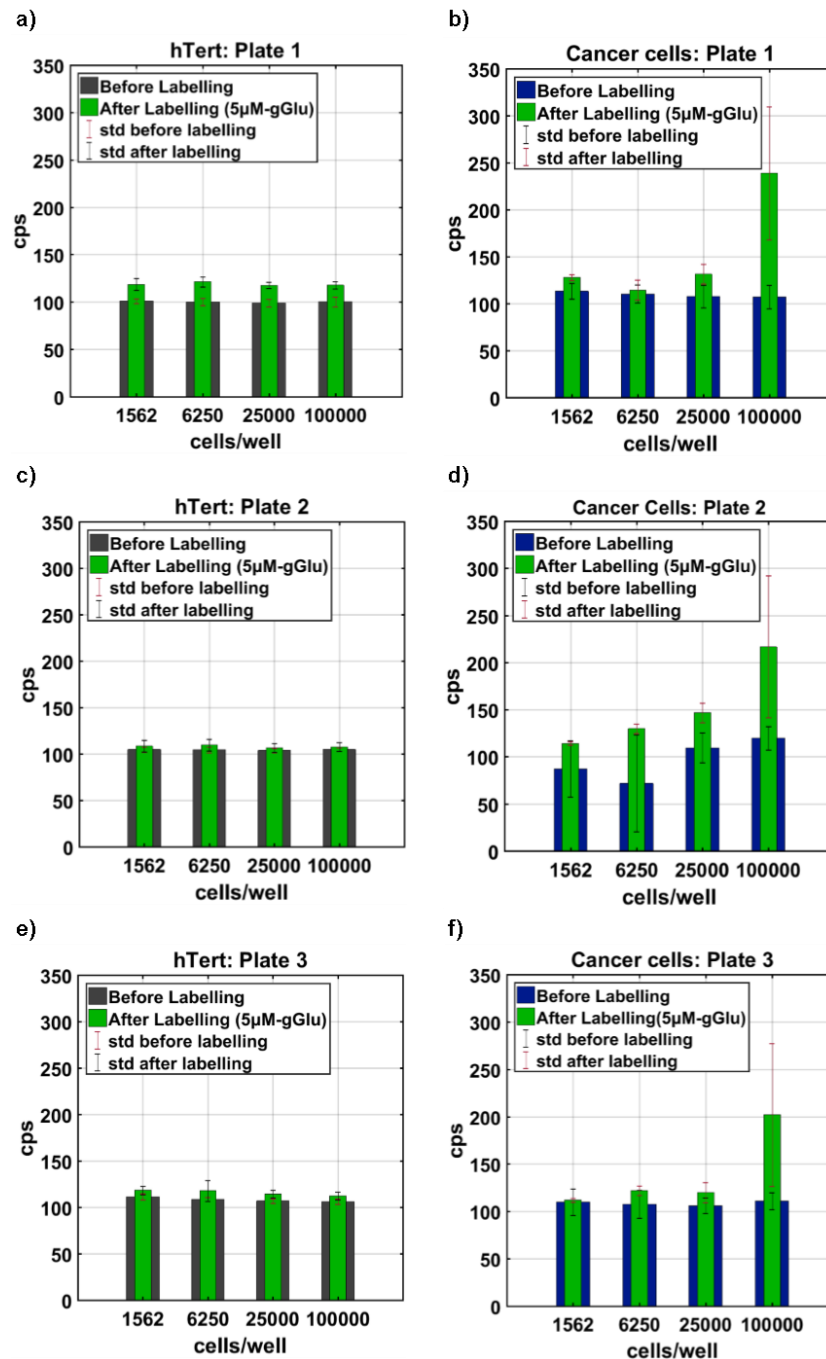 a)
hTert: Plate 1
350
300
250
200
150
100
50
0
cps
Before Labelling
After Labelling (5µM-gGlu)
std before labelling
std after labelling
1562 6250 25000 100000
cells/well
b)
Cancer cells: Plate 1
350
300
250
200
150
100
50
0
cps
Before Labelling
After Labelling (5µM-gGlu)
std before labelling
std after labelling
1562 6250 25000 100000
cells/well
c)
hTert: Plate 2
350
300
250
200
150
100
50
0
cps
Before Labelling
After Labelling (5µM-gGlu)
std before labelling
std after labelling
1562 6250 25000 100000
cells/well
d)
Cancer Cells: Plate 2
350
300
250
200
150
100
50
0
cps
Before Labelling
After Labelling (5µM-gGlu)
std before labelling
std after labelling
1562 6250 25000 100000
cells/well
e)
hTert: Plate 3
350
300
250
200
150
100
50
0
cps
Before Labelling
After Labelling (5µM-gGlu)
std before labelling
std after labelling
1562 6250 25000 100000
cells/well
f)
Cancer cells: Plate 3
350
300
250
200
150
100
50
0
cps
Before Labelling
After Labelling(5µM-gGlu)
std before labelling
std after labelling
1562 6250 25000 100000
cells/well